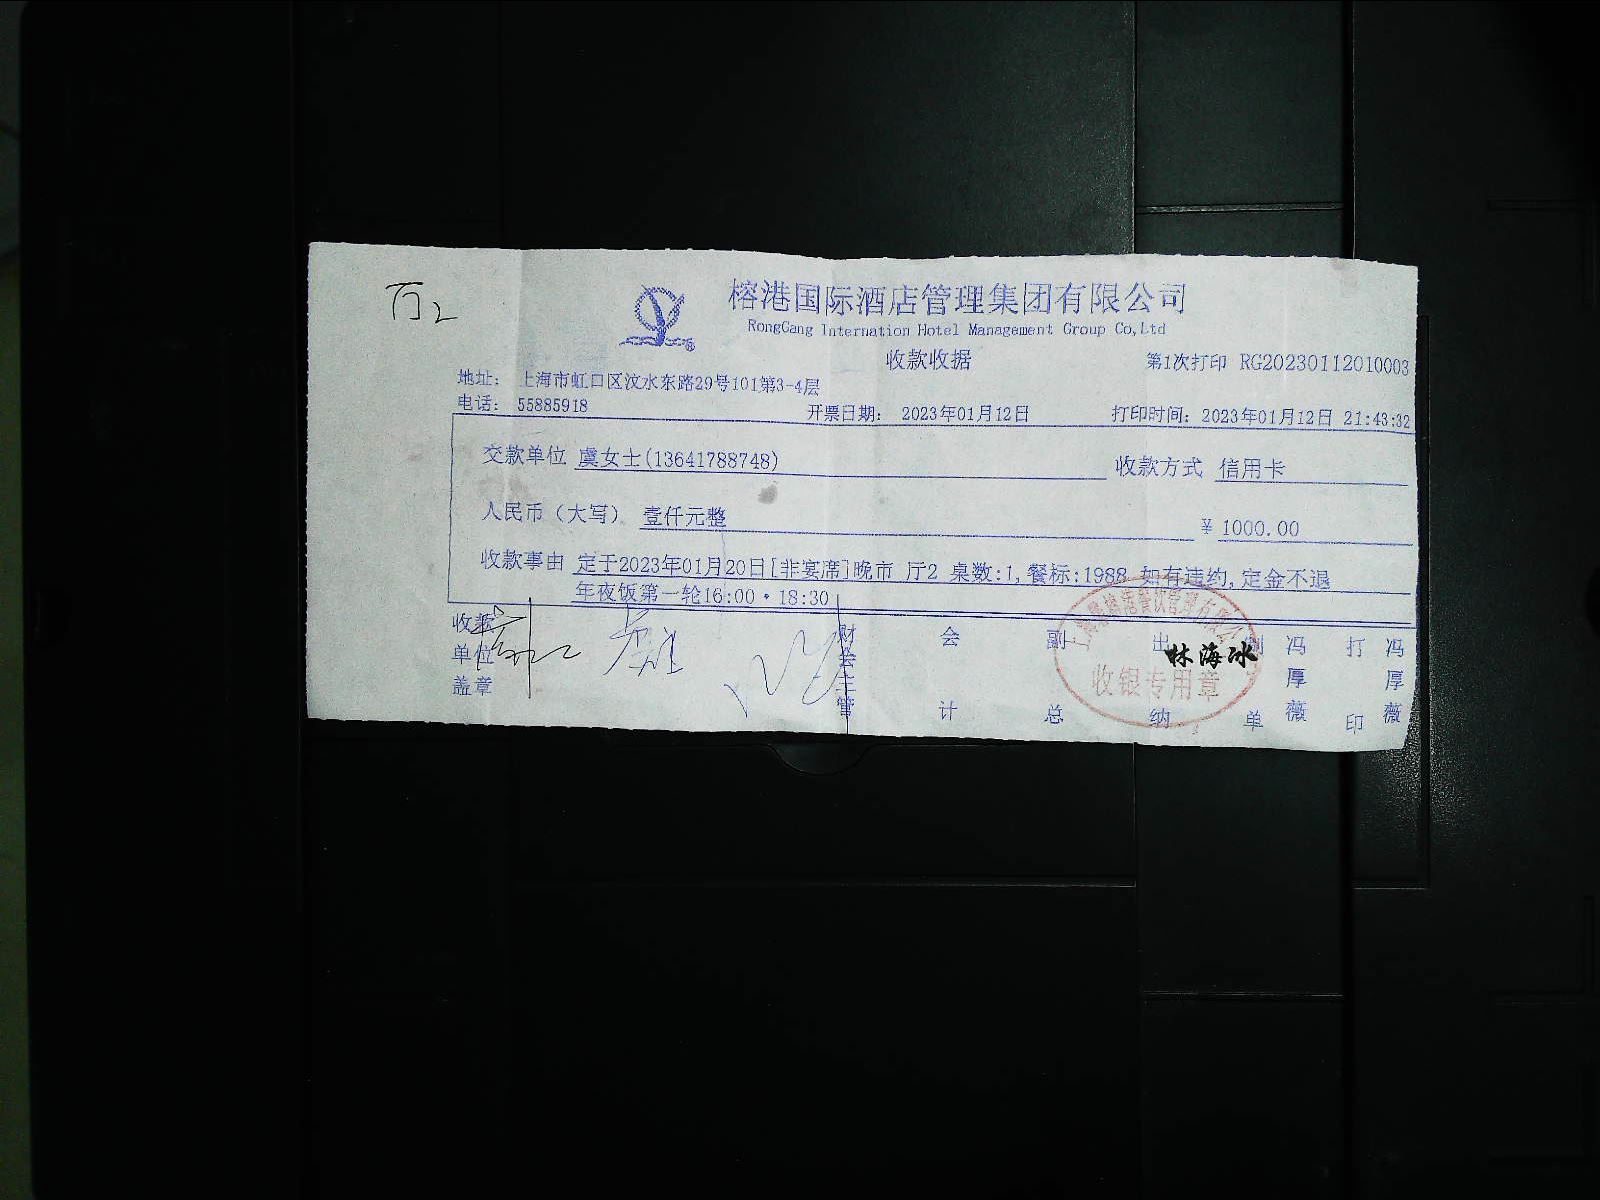 厅2
榕港国际酒店管理集团有限公司
RongGang Internation Hotel Management Group Co,Ltd
收款收据
第1次打印 RG20230112010003
地址: 上海市虹口区汶水东路29号101第3-4层
电话: 55885918
开票日期: 2023年01月12日
打印时间: 2023年01月12日 21:43:32
交款单位 虞女士(13641788748)
收款方式 信用卡
人民币（大写） 壹仟元整
¥ 1000.00
收款事由 定于2023年01月20日[非宴席]晚市 厅2 桌数:1,餐标:1988 如有违约,定金不退
年夜饭第一轮16:00·18:30
收款单位盖章
财会主管
会计
副总
出纳
林海冰
制单
冯厚薇
打印
冯厚薇
收银专用章